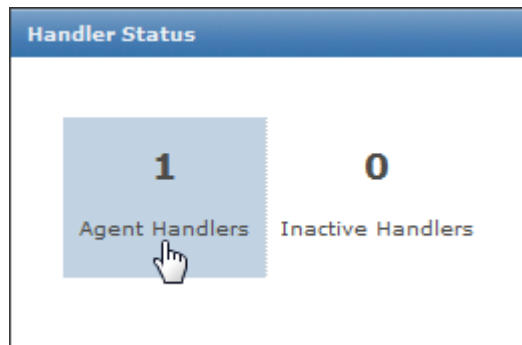 Handler Status
1
0
Agent Handlers
Inactive Handlers